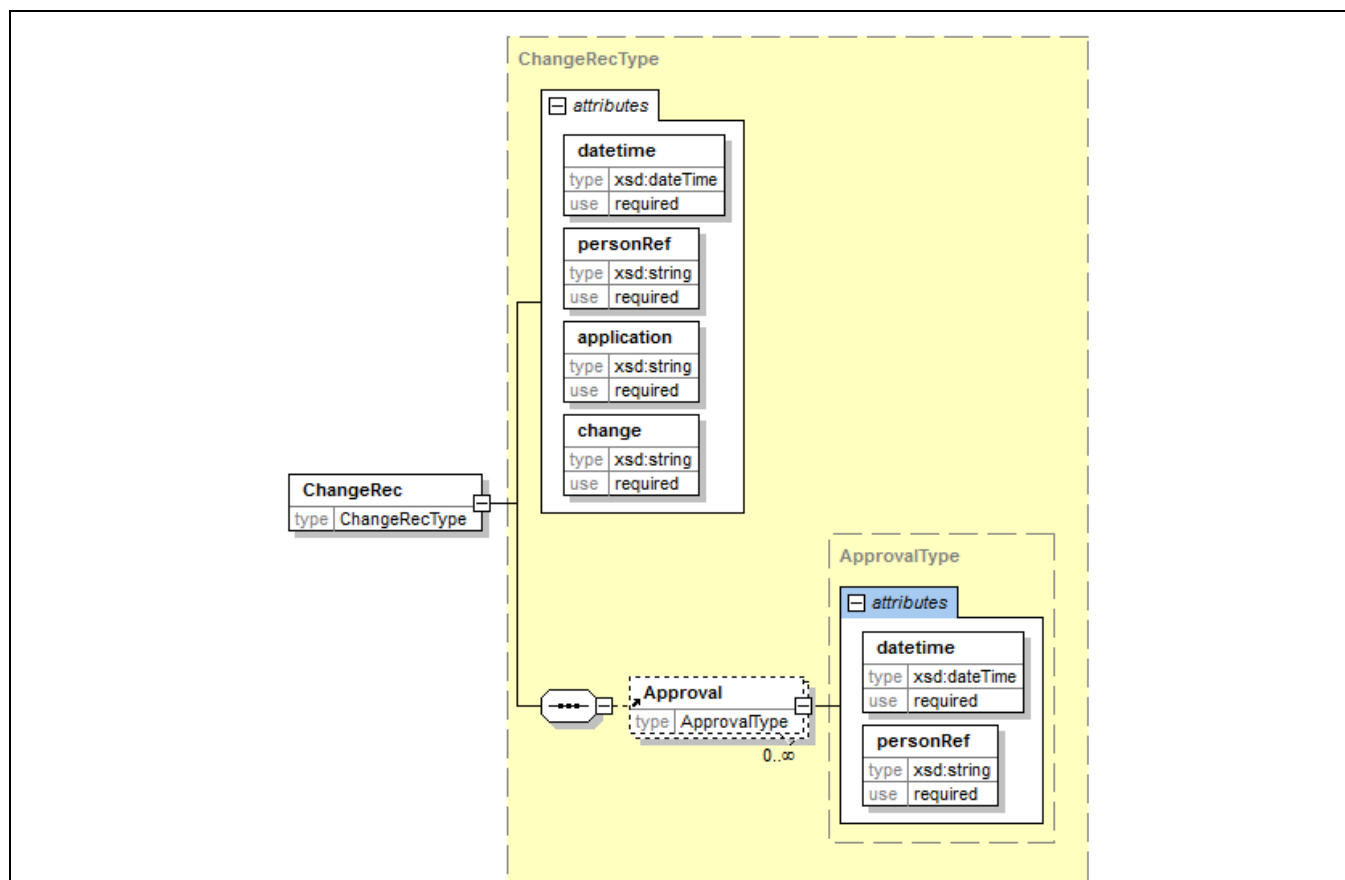 ChangeRecType
attributes
datetime
type xsd:dateTime
use required
personRef
type xsd:string
use required
application
type xsd:string
use required
change
type xsd:string
use required
ChangeRec
type ChangeRecType
ApprovalType
attributes
datetime
type xsd:dateTime
use required
personRef
type xsd:string
use required
Approval
type ApprovalType
0..∞